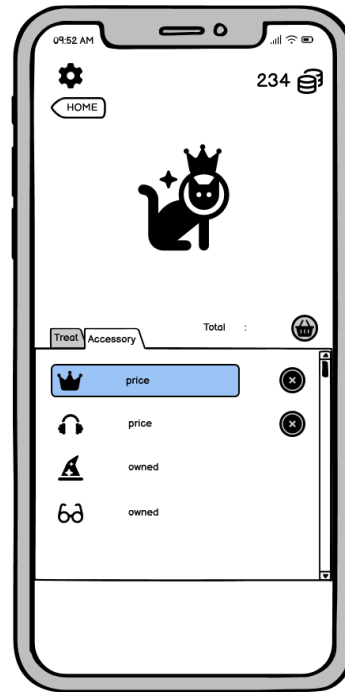 09:52 AM
234
HOME
Total :
Treat Accessory
price
price
owned
owned